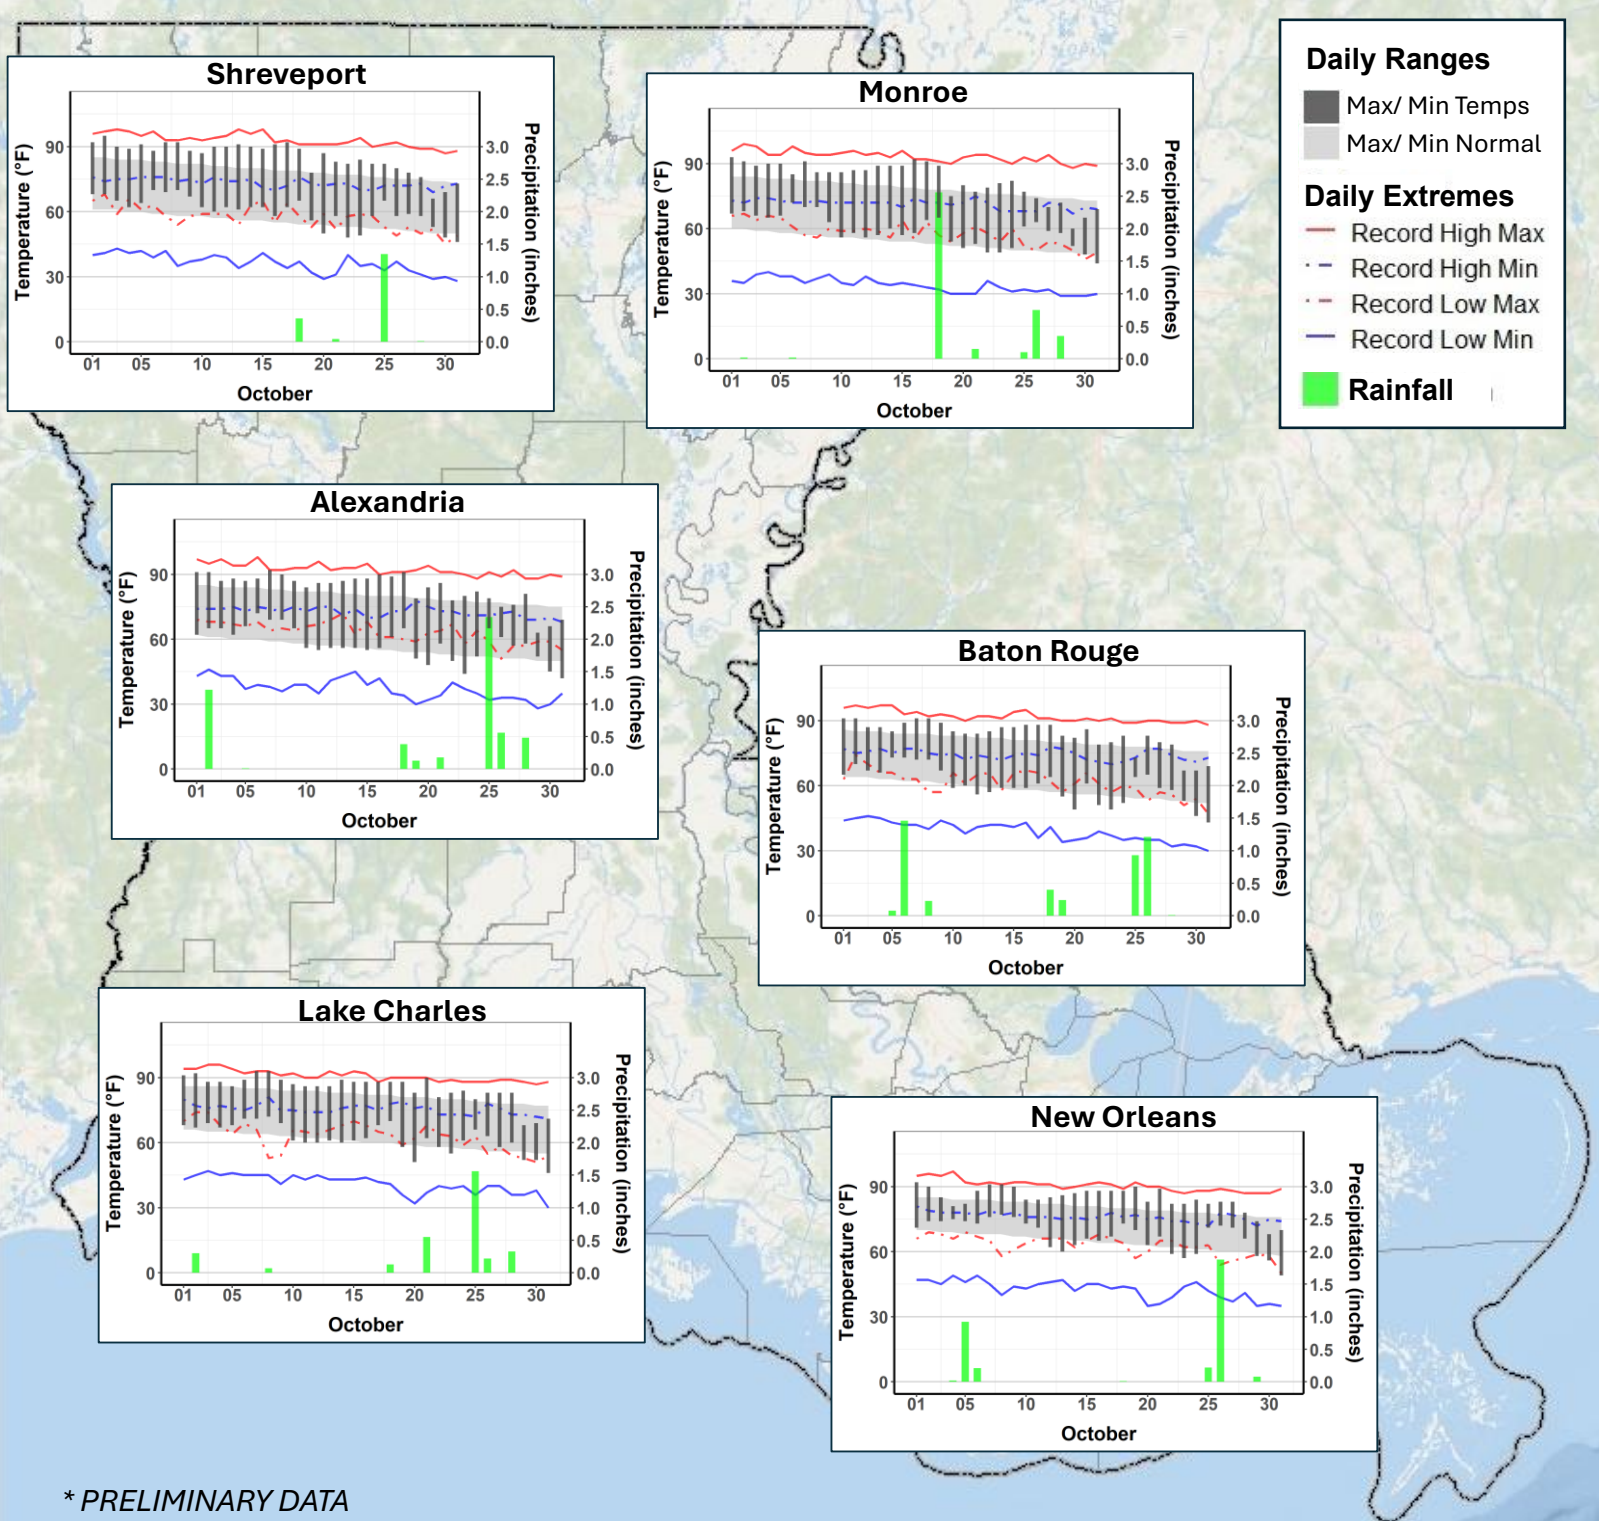 Daily Ranges
Max/ Min Temps
Max/ Min Normal
Daily Extremes
Record High Max
Record High Min
Record Low Max
Record Low Min
Rainfall
Shreveport
Temperature (°F)
90
60
30
0
3.0
2.5
2.0
1.5
1.0
0.5
0.0
Precipitation (inches)
01 05 10 15 20 25 30
October
Monroe
Temperature (°F)
90
60
30
0
3.0
2.5
2.0
1.5
1.0
0.5
0.0
Precipitation (inches)
01 05 10 15 20 25 30
October
Alexandria
Temperature (°F)
90
60
30
0
3.0
2.5
2.0
1.5
1.0
0.5
0.0
Precipitation (inches)
01 05 10 15 20 25 30
October
Baton Rouge
Temperature (°F)
90
60
30
0
3.0
2.5
2.0
1.5
1.0
0.5
0.0
Precipitation (inches)
01 05 10 15 20 25 30
October
Lake Charles
Temperature (°F)
90
60
30
0
3.0
2.5
2.0
1.5
1.0
0.5
0.0
Precipitation (inches)
01 05 10 15 20 25 30
October
New Orleans
Temperature (°F)
90
60
30
0
3.0
2.5
2.0
1.5
1.0
0.5
0.0
Precipitation (inches)
01 05 10 15 20 25 30
October
* PRELIMINARY DATA